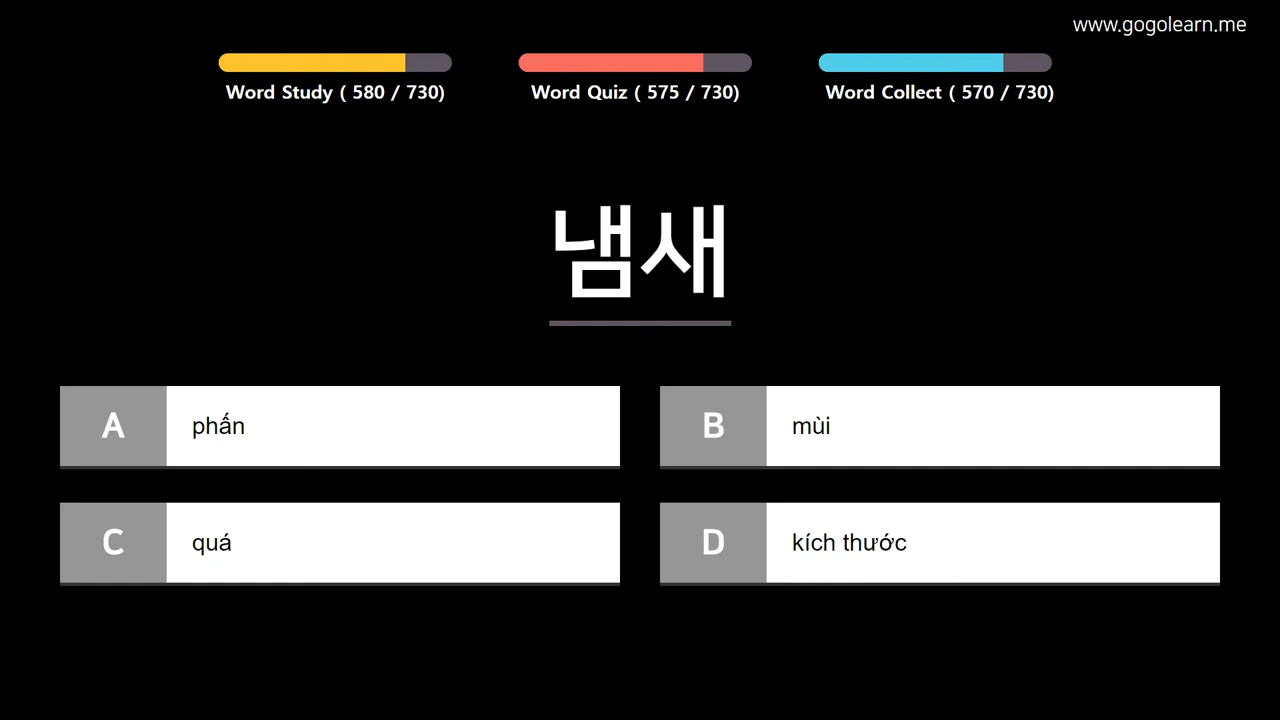 www.gogolearn.me
Word Study ( 580 / 730)
Word Quiz ( 575 / 730)
Word Collect ( 570 / 730)
냄새
A phấn
B mùi
C quá
D kích thước